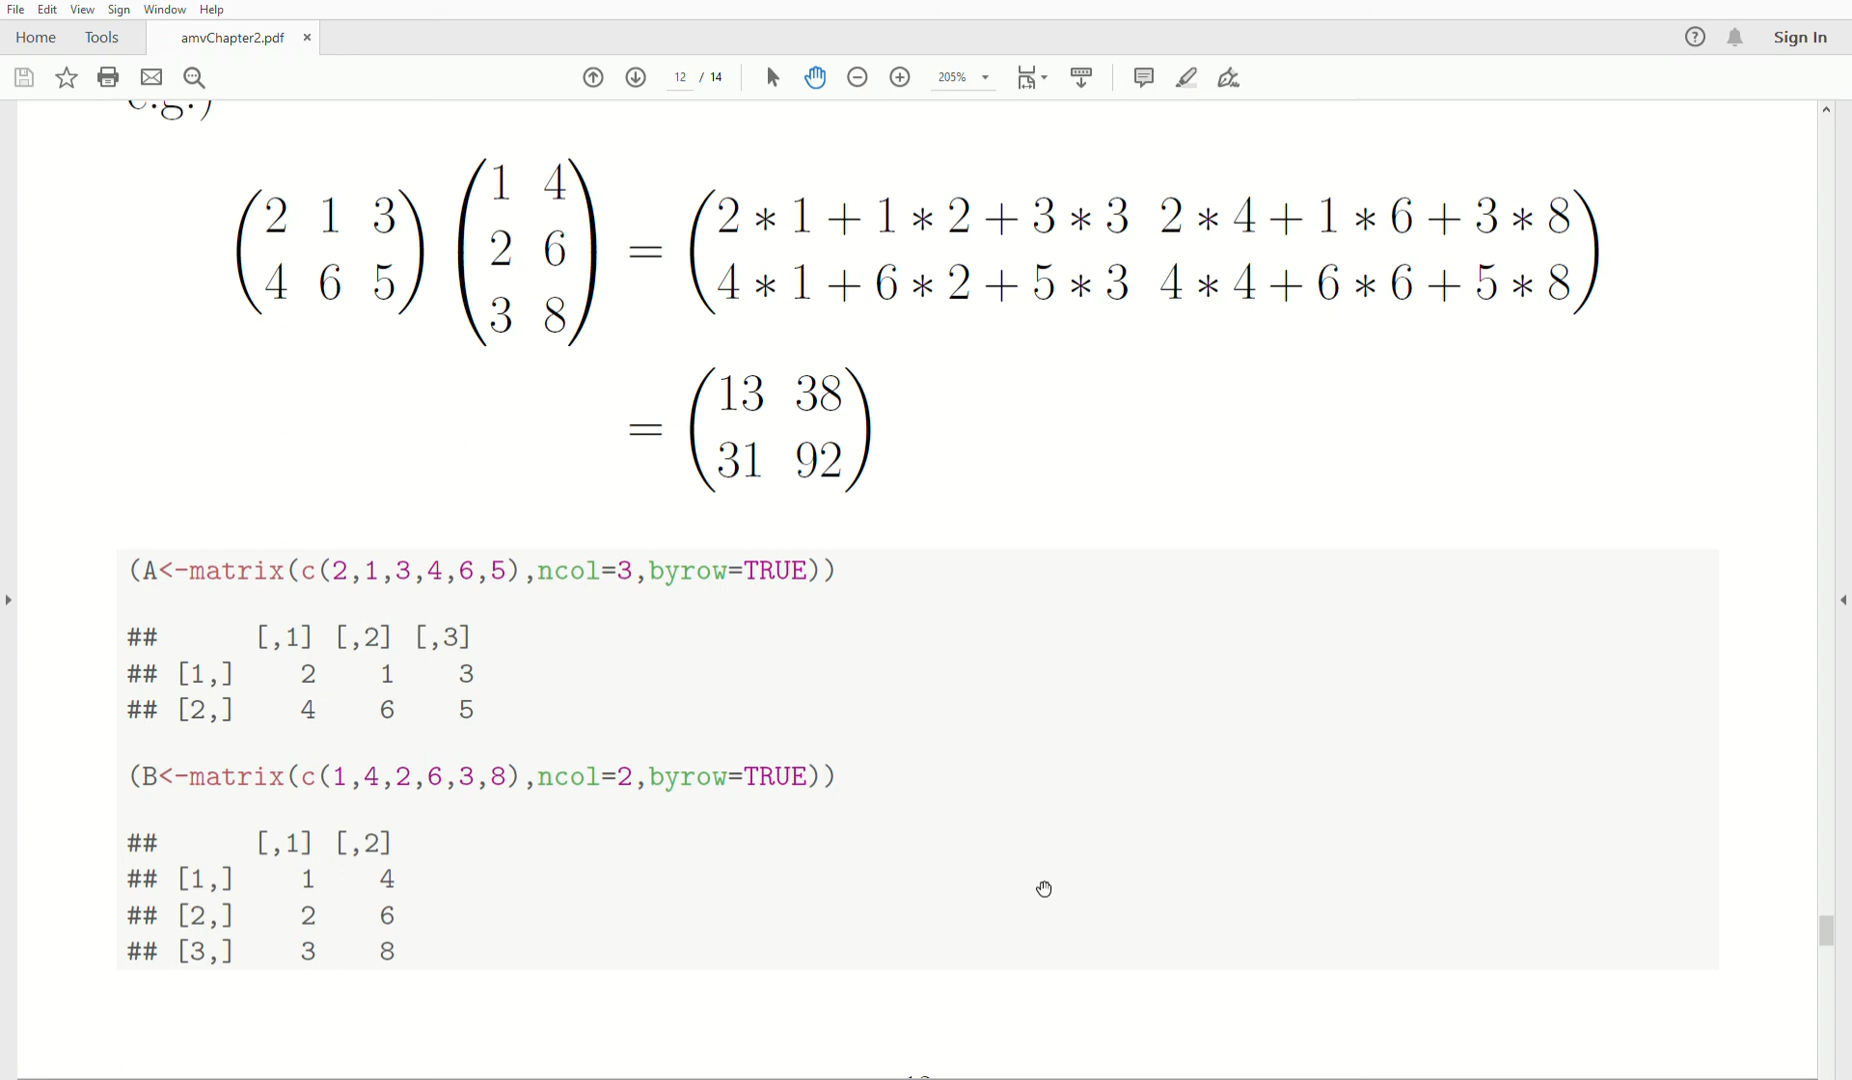 File Edit View Sign Window Help
Home Tools amvChapter2.pdf × Sign In
12 / 14 205%
e.g.)
(2 1 3
4 6 5) (1 4
2 6
3 8) = (2 ∗ 1 + 1 ∗ 2 + 3 ∗ 3 2 ∗ 4 + 1 ∗ 6 + 3 ∗ 8
4 ∗ 1 + 6 ∗ 2 + 5 ∗ 3 4 ∗ 4 + 6 ∗ 6 + 5 ∗ 8)
= (13 38
31 92)
(A<-matrix(c(2,1,3,4,6,5),ncol=3,byrow=TRUE))
## [,1] [,2] [,3]
## [1,] 2 1 3
## [2,] 4 6 5
(B<-matrix(c(1,4,2,6,3,8),ncol=2,byrow=TRUE))
## [,1] [,2]
## [1,] 1 4
## [2,] 2 6
## [3,] 3 8